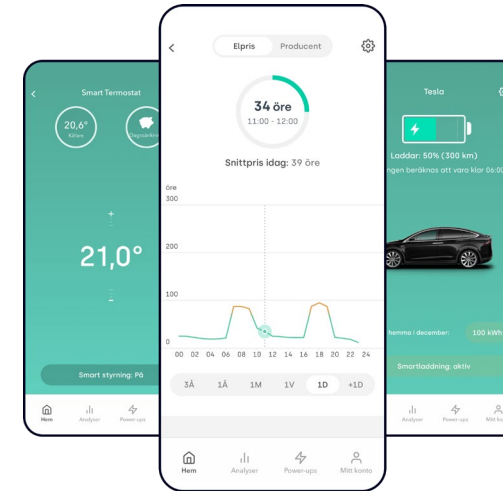 Smart Termostat
20,6°
Källare
21,0°
Smart styrning: På
Hem
Analyser
Power-ups
Elpris
Producent
34 öre
11:00 - 12:00
Snittpris idag: 39 öre
öre
300
200
100
0
00 02 04 06 08 10 12 14 16 18 20 22 24
3Å 1Å 1M 1V 1D +1D
Hem
Analyser
Power-ups
Mitt konto
Tesla
Laddar: 50% (300 km)
ngen beräknas att vara klar 06:00
hemma i december:
100 kWh
Smartladdning: aktiv
Analyser
Power-ups